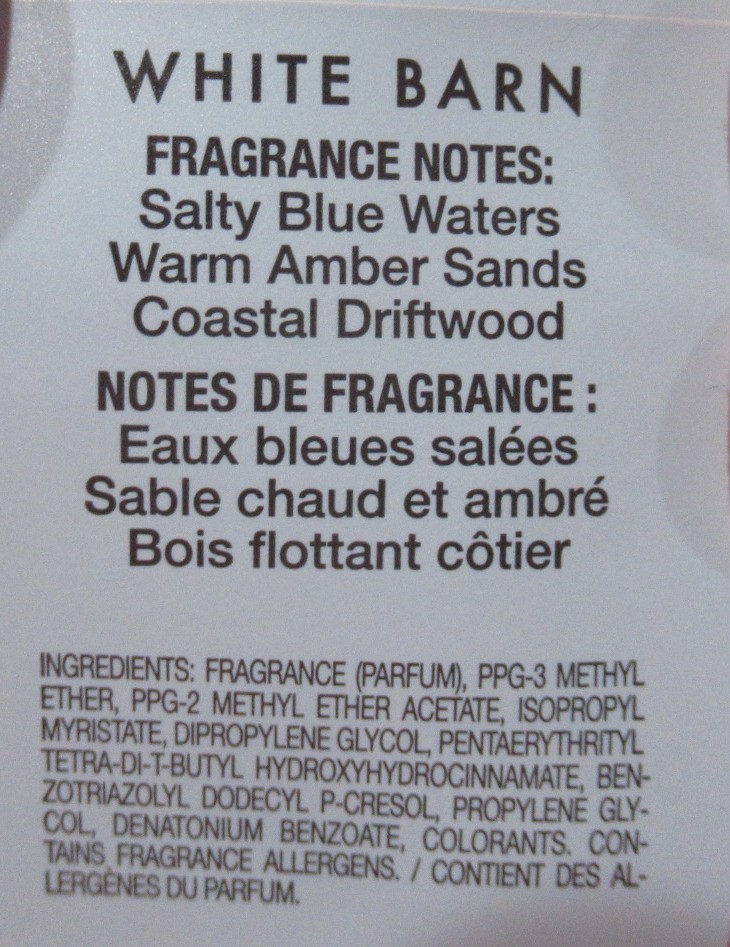 WHITE BARN
FRAGRANCE NOTES:
Salty Blue Waters
Warm Amber Sands
Coastal Driftwood
NOTES DE FRAGRANCE :
Eaux bleues salées
Sable chaud et ambré
Bois flottant côtier
INGREDIENTS: FRAGRANCE (PARFUM), PPG-3 METHYL
ETHER, PPG-2 METHYL ETHER ACETATE, ISOPROPYL
MYRISTATE, DIPROPYLENE GLYCOL, PENTAERYTHRITYL
TETRA-DI-T-BUTYL HYDROXYHYDROCINNAMATE, BEN-
ZOTRIAZOLYL DODECYL P-CRESOL, PROPYLENE GLY-
COL, DENATONIUM BENZOATE, COLORANTS. CON-
TAINS FRAGRANCE ALLERGENS. / CONTIENT DES AL-
LERGÈNES DU PARFUM.